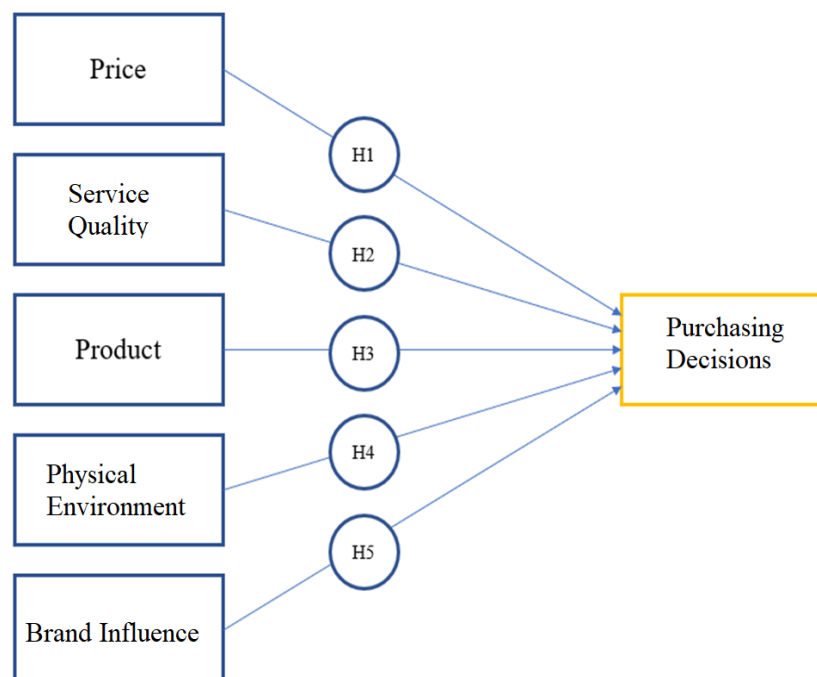 Price
H1
Service
Quality
H2
Product
H3
Purchasing
Decisions
Physical
Environment
H4
Brand Influence
H5